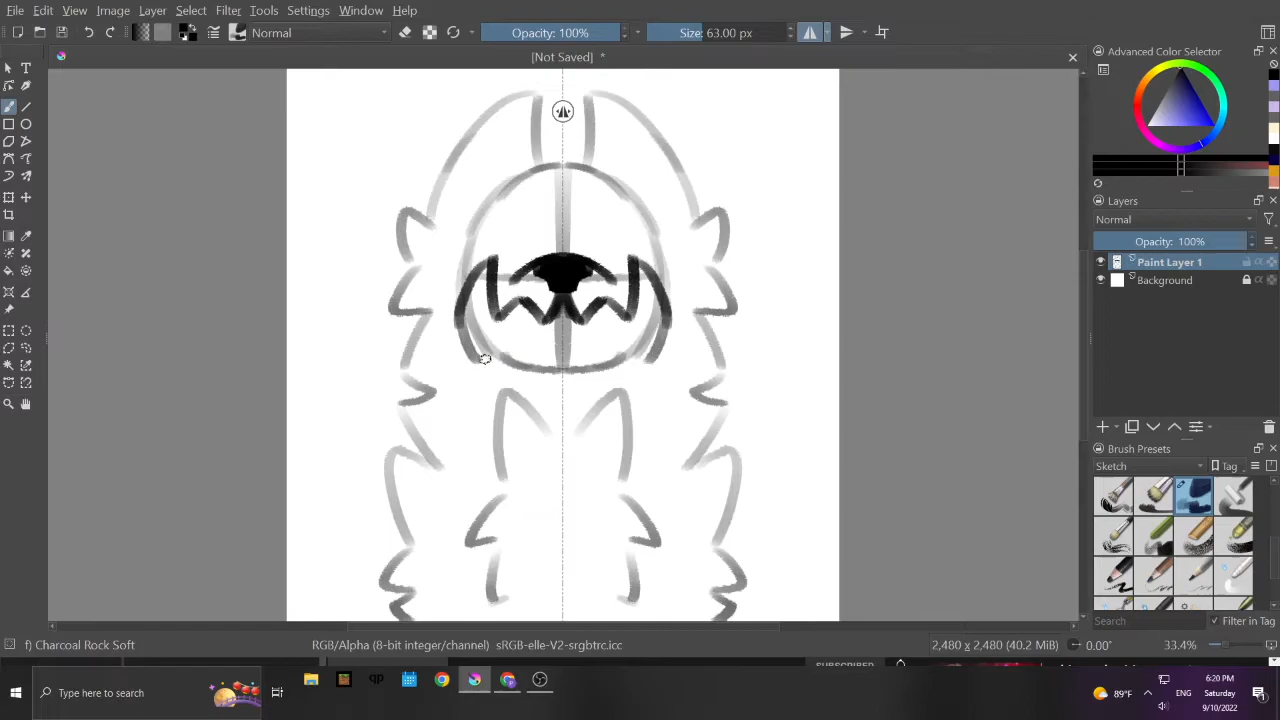 File Edit View Image Layer Select Filter Tools Settings Window Help
Normal Opacity: 100% Size: 63.00 px
[Not Saved] *
Advanced Color Selector
Layers
Normal
Opacity: 100%
Paint Layer 1
Background
Brush Presets
Sketch Tag
Search Filter in Tag
f) Charcoal Rock Soft RGB/Alpha (8-bit integer/channel) sRGB-elle-V2-srgbtrc.icc 2,480 x 2,480 (40.2 MiB) 0.00° 33.4%
SUBSCRIBED
Type here to search qp 89°F ENG 6:20 PM
Saturday
9/10/2022